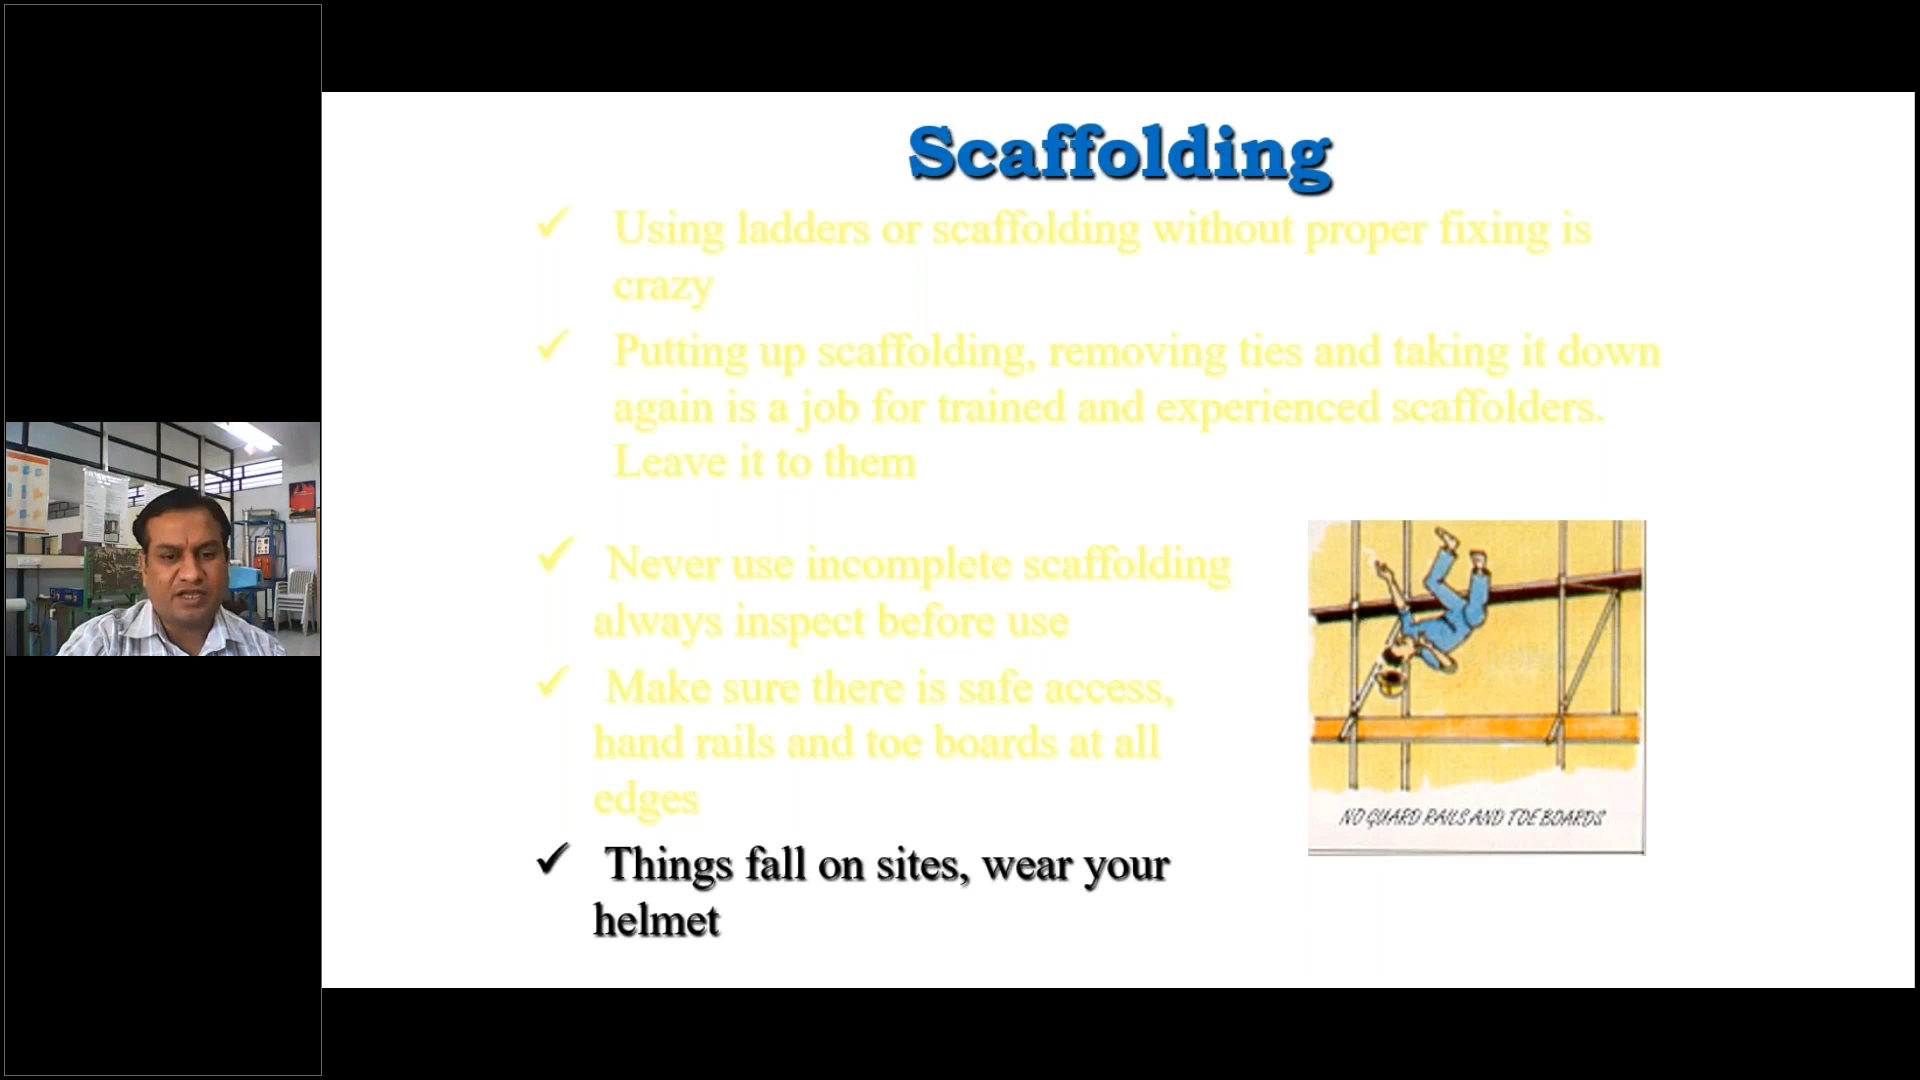 Scaffolding
✓ Using ladders or scaffolding without proper fixing is
crazy
✓ Putting up scaffolding, removing ties and taking it down
again is a job for trained and experienced scaffolders.
Leave it to them
✓ Never use incomplete scaffolding
always inspect before use
✓ Make sure there is safe access,
hand rails and toe boards at all
edges
✓ Things fall on sites, wear your
helmet
NO GUARD RAILS AND TOE BOARDS